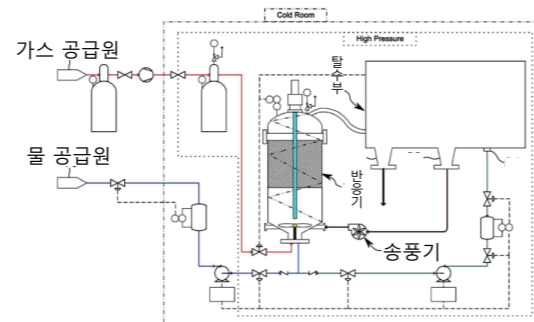 Cold Room
High Pressure
가스 공급원
탈수부
물 공급원
반응기
송풍기